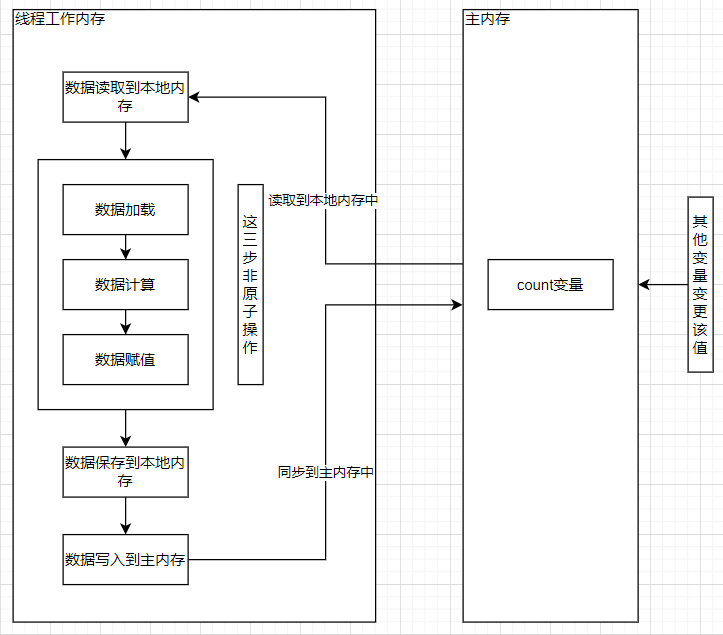 线程工作内存
数据读取到本地内
存
数据加载
数据计算
数据赋值
这
三
步
非
原
子
操
作
数据保存到本地内
存
数据写入到主内存
读取到本地内存中
同步到主内存中
主内存
count变量
其
他
变
量
变
更
该
值